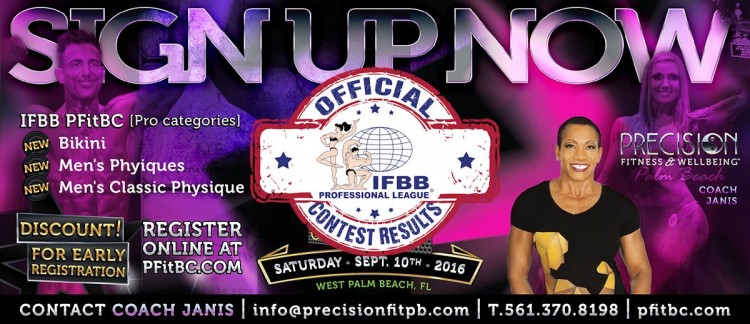 SIGN UP NOW
IFBB PFitBC (Pro categories)
NEW Bikini
NEW Men's Phyiques
NEW Men's Classic Physique
DISCOUNT!
FOR EARLY
REGISTRATION
REGISTER
ONLINE AT
PFitBC.COM
OFFICIAL
IFBB
PROFESSIONAL LEAGUE®
CONTEST RESULTS
SATURDAY • SEPT. 10TH • 2016
WEST PALM BEACH, FL
PRECISION
FITNESS & WELLBEING
Palm Beach
COACH
JANIS
CONTACT COACH JANIS | info@precisionfitpb.com | T.561.370.8198 | pfitbc.com